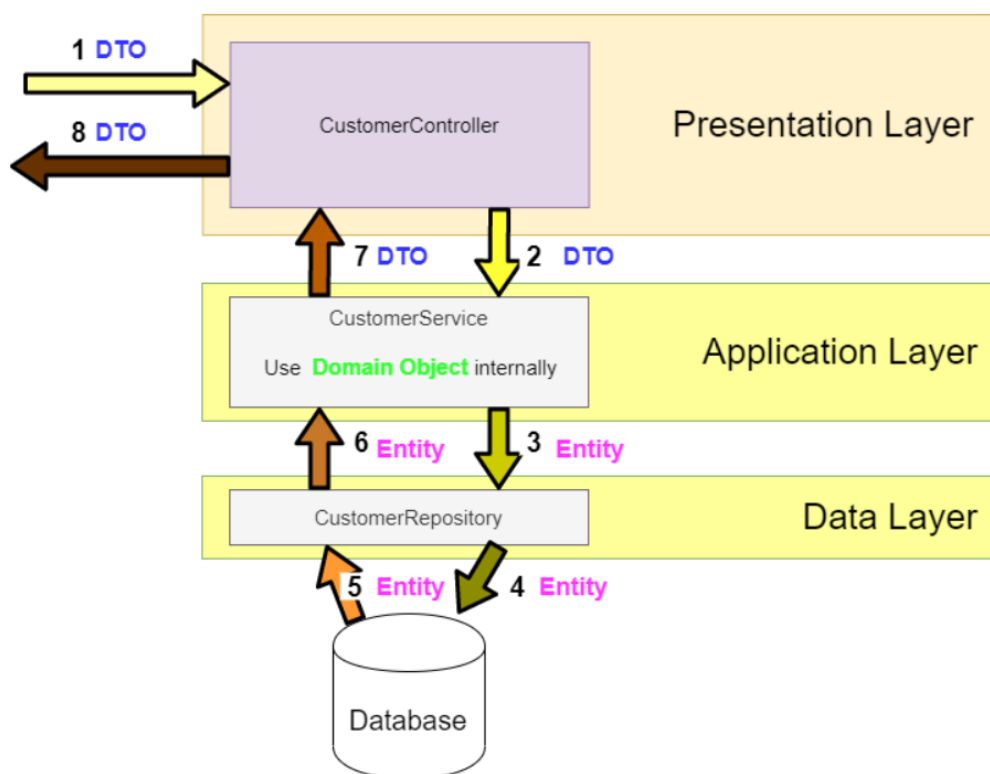 1 DTO
8 DTO
CustomerController
Presentation Layer
7 DTO
2 DTO
CustomerService
Use Domain Object internally
Application Layer
6 Entity
3 Entity
CustomerRepository
Data Layer
5 Entity
4 Entity
Database